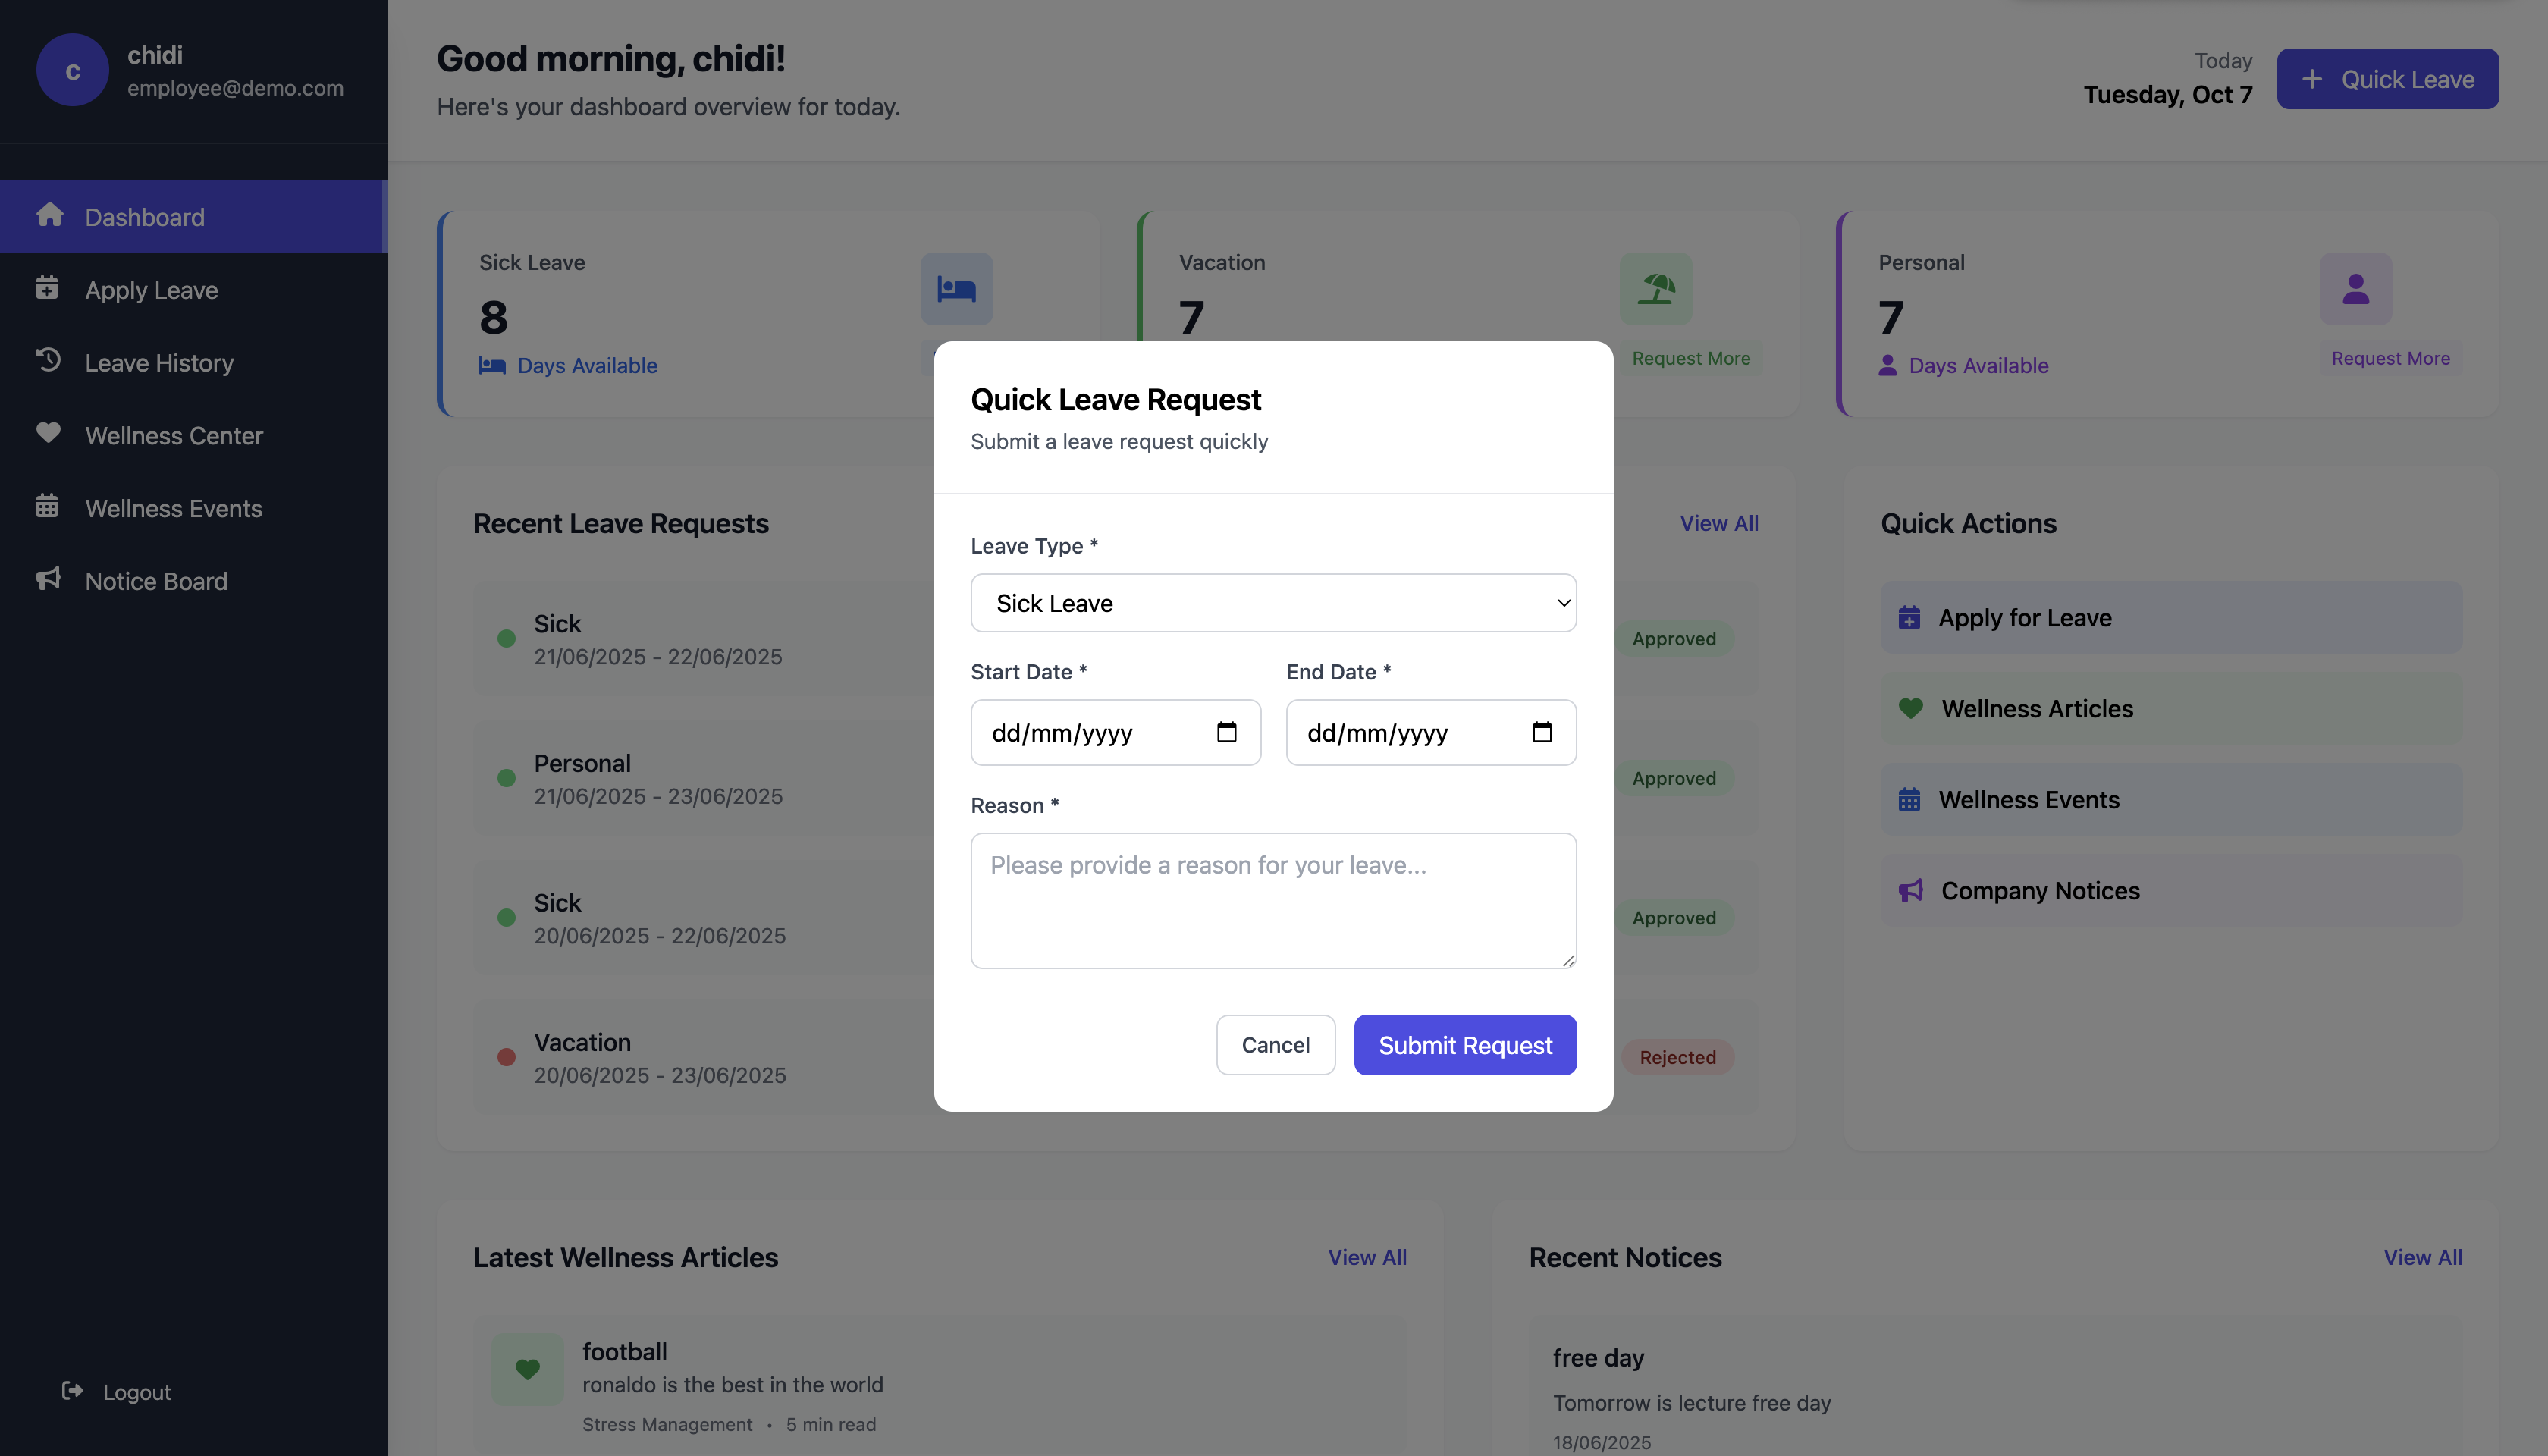 c
chidi
employee@demo.com
Dashboard
Apply Leave
Leave History
Wellness Center
Wellness Events
Notice Board
Logout
Good morning, chidi!
Here's your dashboard overview for today.
Today
Tuesday, Oct 7
+ Quick Leave
Sick Leave
8
Days Available
Vacation
7
Request More
Personal
7
Days Available
Request More
Recent Leave Requests
View All
Sick
21/06/2025 - 22/06/2025
Approved
Personal
21/06/2025 - 23/06/2025
Approved
Sick
20/06/2025 - 22/06/2025
Approved
Vacation
20/06/2025 - 23/06/2025
Rejected
Quick Actions
Apply for Leave
Wellness Articles
Wellness Events
Company Notices
Quick Leave Request
Submit a leave request quickly
Leave Type *
Sick Leave
Start Date *
End Date *
dd/mm/yyyy
dd/mm/yyyy
Reason *
Please provide a reason for your leave...
Cancel
Submit Request
Latest Wellness Articles
View All
football
ronaldo is the best in the world
Stress Management • 5 min read
Recent Notices
View All
free day
Tomorrow is lecture free day
18/06/2025